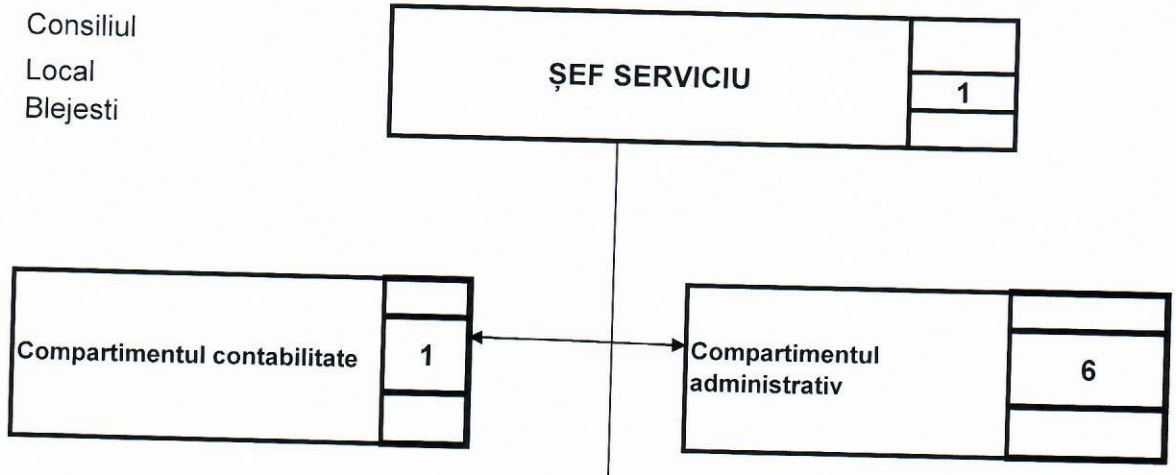 Consiliul
Local
Blejesti
ȘEF SERVICIU
1
Compartimentul contabilitate
1
Compartimentul
administrativ
6